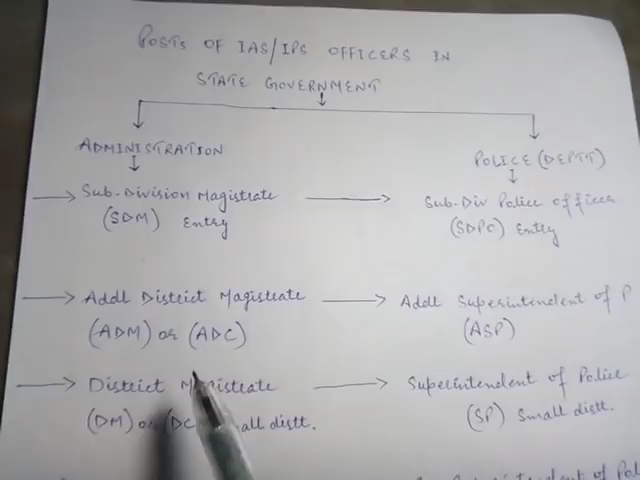 POSTS OF IAS/IPS OFFICERS IN
STATE GOVERNMENT
ADMINISTRATION
POLICE (DEPTT)
Sub-Division Magistrate
Sub-Div Police Officer
(SDM) Entry
(SDPO) Entry
Addl District Magistrate
Addl Superintendent of P
(ADM) or (ADC)
(ASP)
District Magistrate
Superintendent of Police
(DM) or (DC) Small distt.
(SP) Small distt.